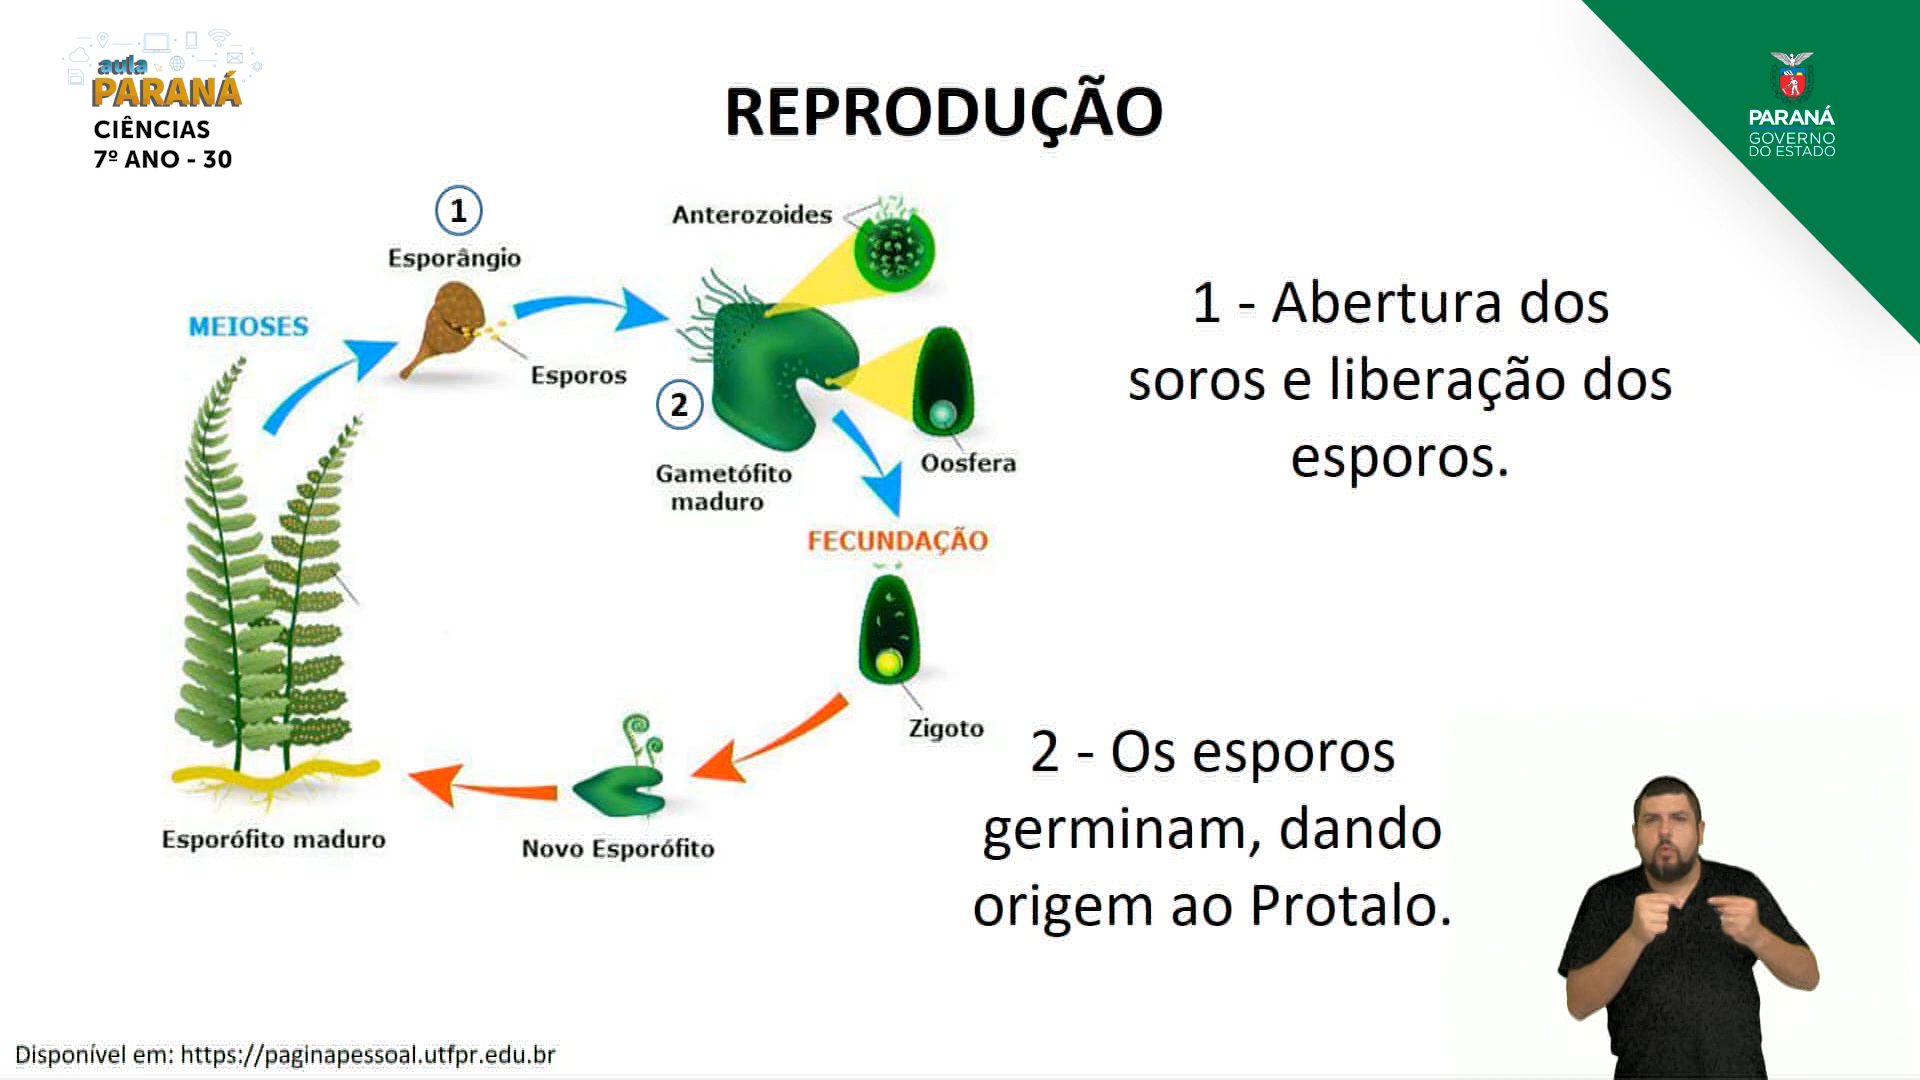 aula
PARANÁ
CIÊNCIAS
7º ANO - 30
REPRODUÇÃO
PARANÁ
GOVERNO
DO ESTADO
1
Esporângio
Anterozoides
MEIOSES
Esporos
2
Gametófito
maduro
Oosfera
FECUNDAÇÃO
Zigoto
Novo Esporófito
Esporófito maduro
1 - Abertura dos
soros e liberação dos
esporos.
2 - Os esporos
germinam, dando
origem ao Protalo.
Disponível em: https://paginapessoal.utfpr.edu.br